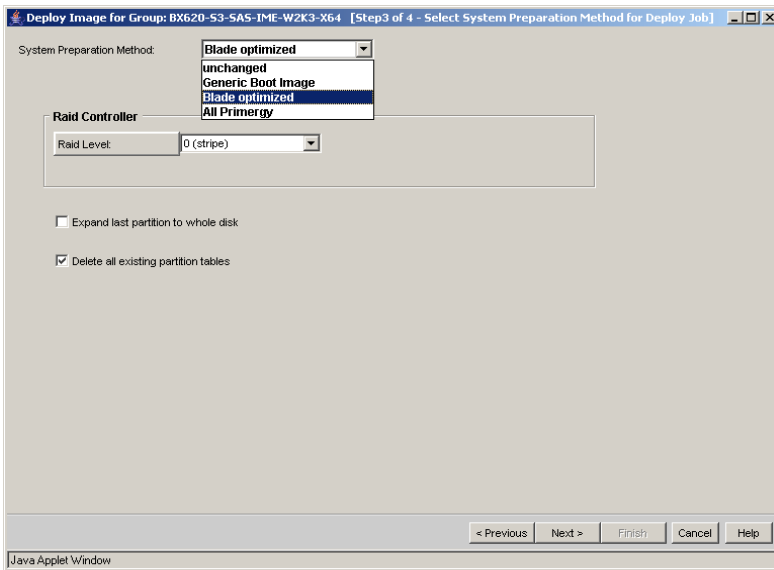 Deploy Image for Group: BX620-S3-SAS-IME-W2K3-X64 [Step3 of 4 - Select System Preparation Method for Deploy Job]
System Preparation Method: Blade optimized
unchanged
Generic Boot Image
Blade optimized
All Primergy
Raid Controller
Raid Level: 0 (stripe)
Expand last partition to whole disk
Delete all existing partition tables
< Previous Next > Finish Cancel Help
Java Applet Window